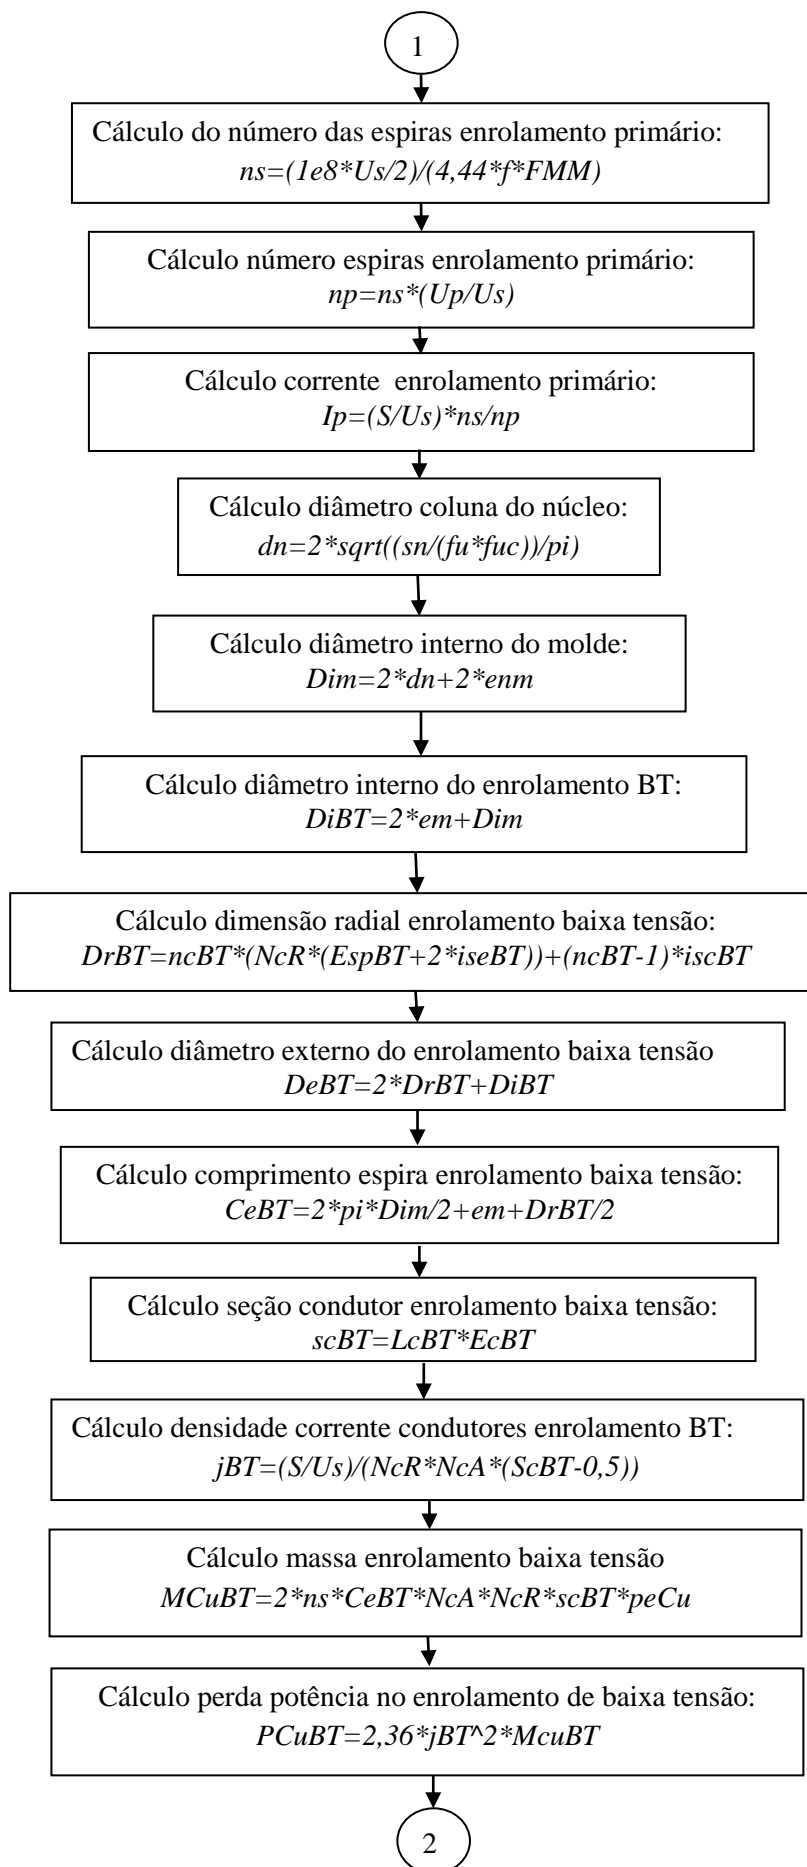 1
Cálculo do número das espiras enrolamento primário:
ns=(1e8*Us/2)/(4,44*f*FMM)
Cálculo número espiras enrolamento primário:
np=ns*(Up/Us)
Cálculo corrente enrolamento primário:
Ip=(S/Us)*ns/np
Cálculo diâmetro coluna do núcleo:
dn=2*sqrt((sn/(fu*fuc))/pi)
Cálculo diâmetro interno do molde:
Dim=2*dn+2*enm
Cálculo diâmetro interno do enrolamento BT:
DiBT=2*em+Dim
Cálculo dimensão radial enrolamento baixa tensão:
DrBT=ncBT*(NcR*(EspBT+2*iseBT))+(ncBT-1)*iscBT
Cálculo diâmetro externo do enrolamento baixa tensão
DeBT=2*DrBT+DiBT
Cálculo comprimento espira enrolamento baixa tensão:
CeBT=2*pi*Dim/2+em+DrBT/2
Cálculo seção condutor enrolamento baixa tensão:
scBT=LcBT*EcBT
Cálculo densidade corrente condutores enrolamento BT:
jBT=(S/Us)/(NcR*NcA*(ScBT-0,5))
Cálculo massa enrolamento baixa tensão
MCuBT=2*ns*CeBT*NcA*NcR*scBT*peCu
Cálculo perda potência no enrolamento de baixa tensão:
PCuBT=2,36*jBT^2*McuBT
2